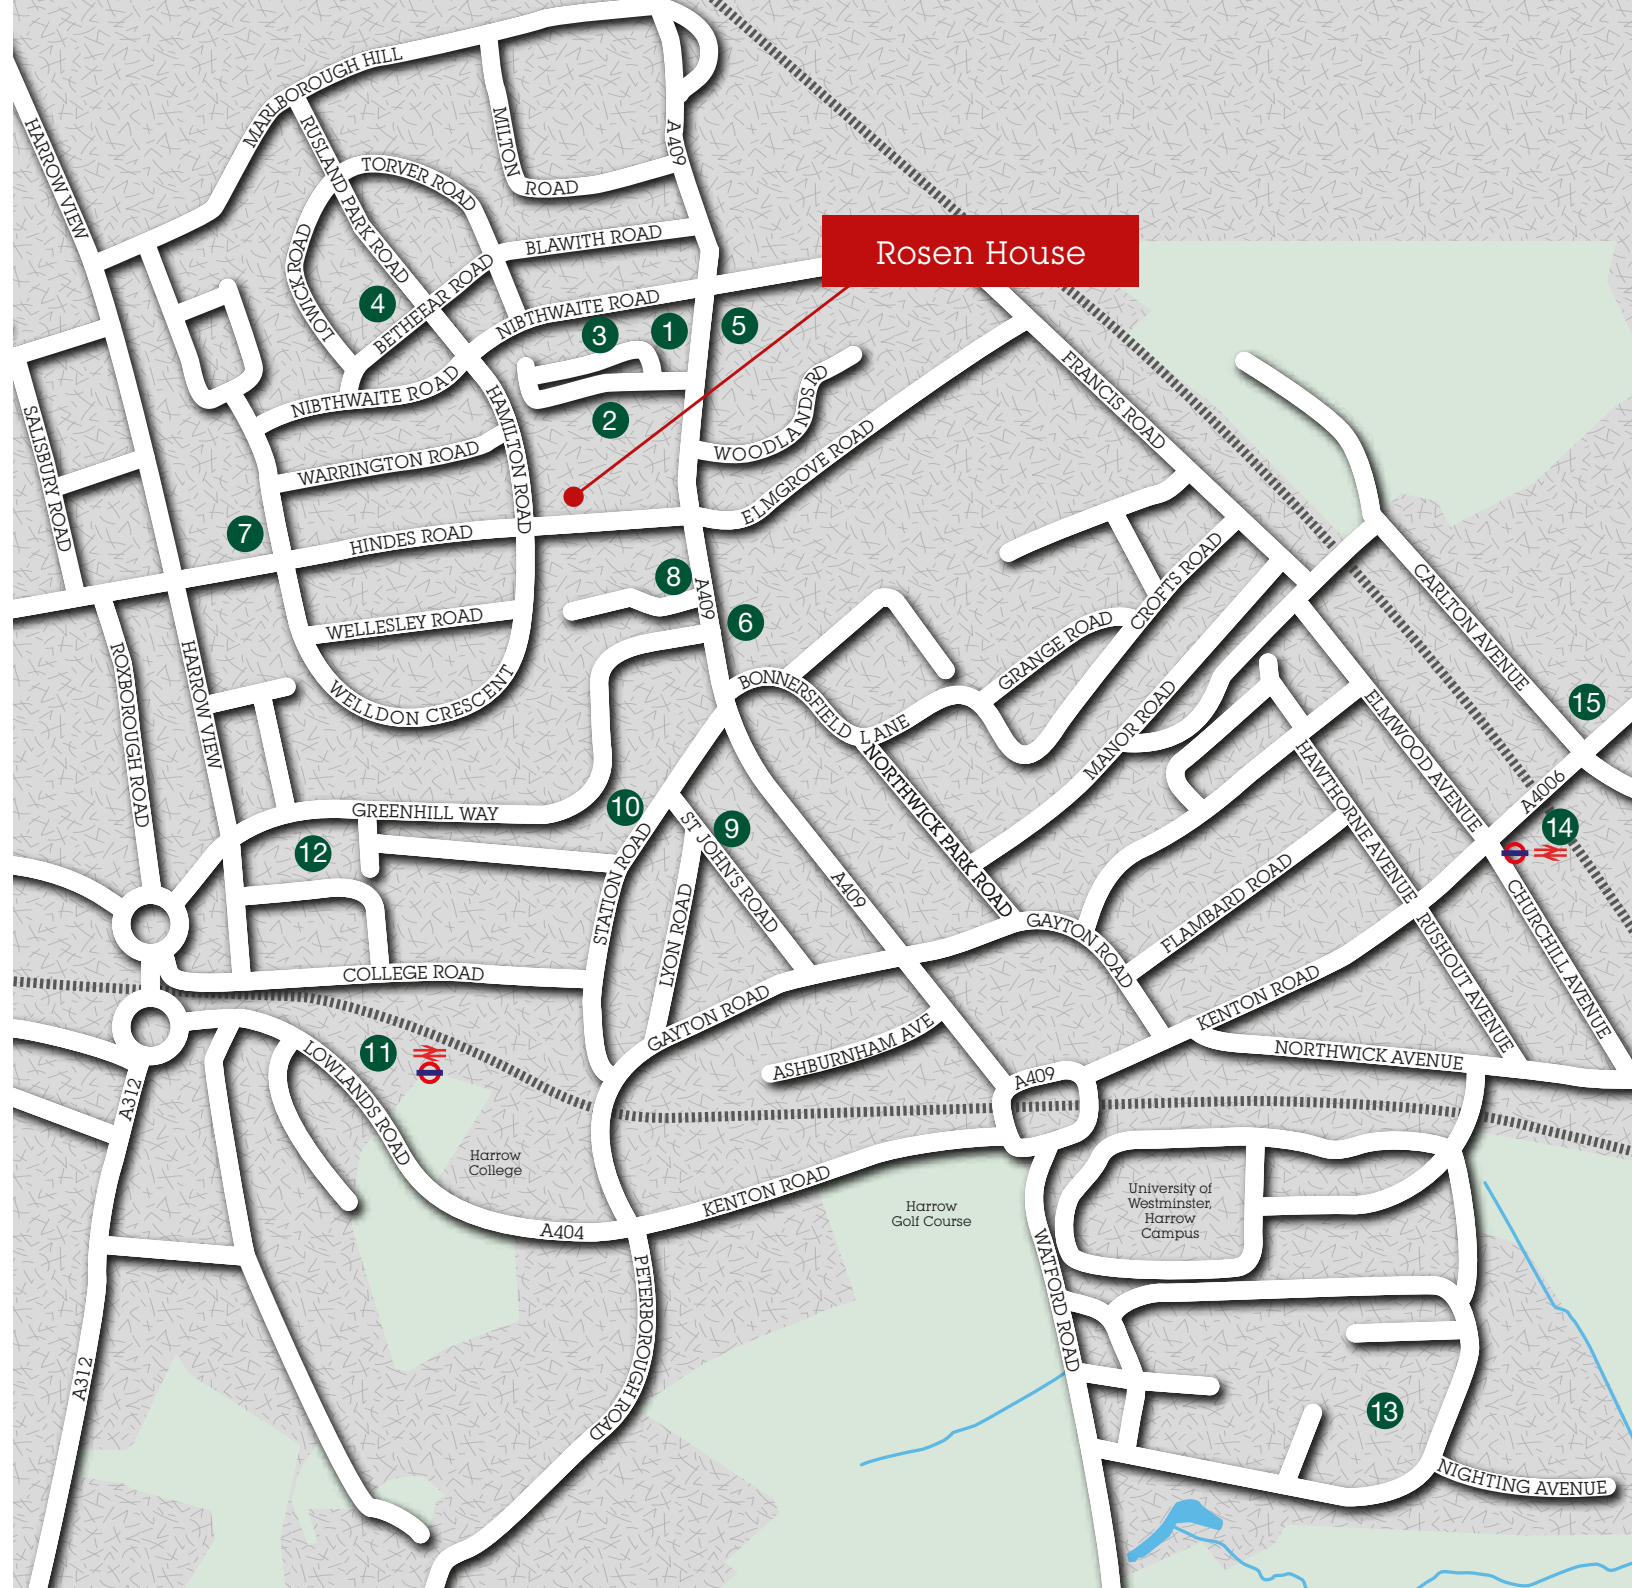 MARLBOROUGH HILL
HARROW VIEW
RUSLAND PARK ROAD
MILTON
ROAD
A409
TORVER ROAD
LOWICK ROAD
BLAWITH ROAD
BETHEEAR ROAD
NIBTHWAITE ROAD
Rosen House
4
3
1
5
2
NIBTHWAITE ROAD
HAMILTON ROAD
WOODLANDS RD
ELMGROVE ROAD
FRANCIS ROAD
SALISBURY ROAD
WARRINGTON ROAD
7
HINDES ROAD
8
A409
6
WELLESLEY ROAD
WELLDON CRESCENT
ROXBOROUGH ROAD
HARROW VIEW
BONNERSFIELD LANE
GRANGE ROAD
CROFTS ROAD
MANOR ROAD
CARLTON AVENUE
15
ELMWOOD AVENUE
HAWTHORNE AVENUE
A4006
14
GREENHILL WAY
10
9
12
STATION ROAD
ST JOHN'S ROAD
LYON ROAD
A409
NORTHWICK PARK ROAD
GAYTON ROAD
FLAMBARD ROAD
RUSHOUT AVENUE
CHURCHILL AVENUE
COLLEGE ROAD
GAYTON ROAD
KENTON ROAD
ASHBURNHAM AVE
NORTHWICK AVENUE
11
LOWLANDS ROAD
A312
A409
Harrow
College
KENTON ROAD
A404
Harrow
Golf Course
University of
Westminster,
Harrow
Campus
PETERBOROUGH ROAD
WATFORD ROAD
A312
13
NIGHTING AVENUE